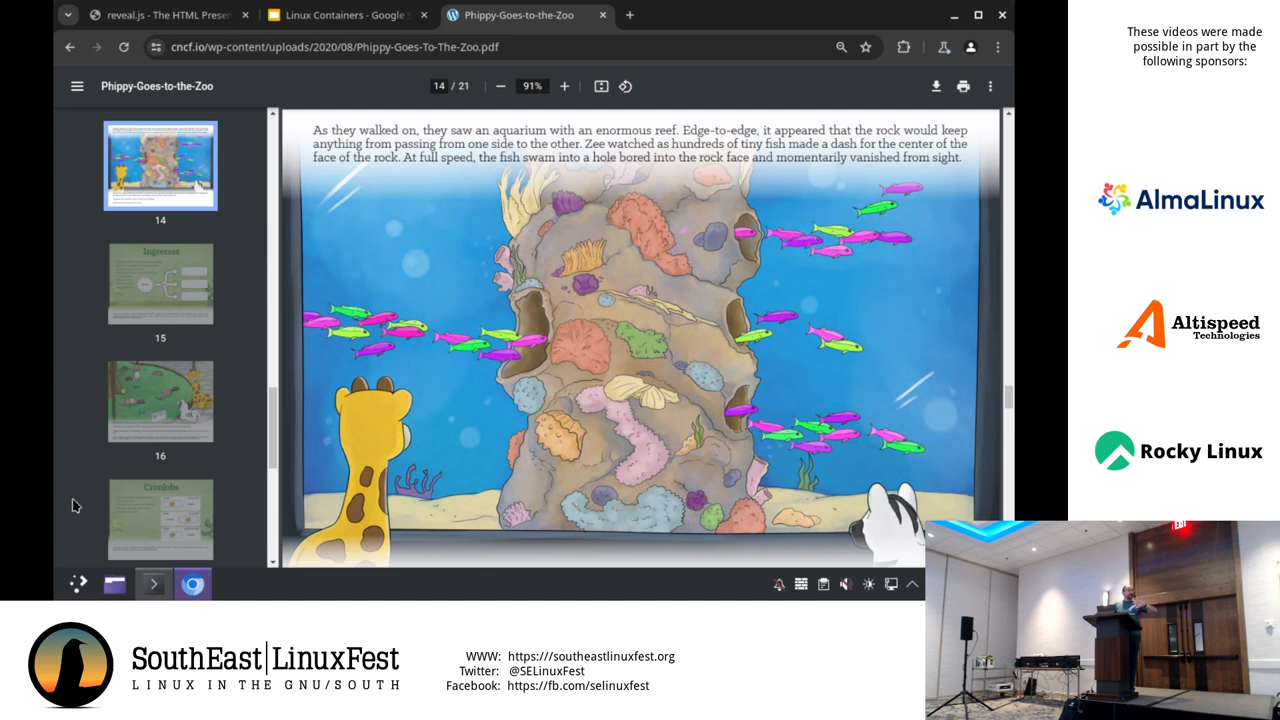 reveal.js - The HTML Presen
Linux Containers - Google S
Phippy-Goes-to-the-Zoo
cncf.io/wp-content/uploads/2020/08/Phippy-Goes-To-The-Zoo.pdf
Phippy-Goes-to-the-Zoo
14 / 21
91%
As they walked on, they saw an aquarium with an enormous reef. Edge-to-edge, it appeared that the rock would keep
anything from passing from one side to the other. Zee watched as hundreds of tiny fish made a dash for the center of the
face of the rock. At full speed, the fish swam into a hole bored into the rock face and momentarily vanished from sight.
14
Ingresses
15
16
CronJobs
These videos were made
possible in part by the
following sponsors:
AlmaLinux
Altispeed
Technologies
Rocky Linux
EXIT
SouthEast LinuxFest
LINUX IN THE GNU/SOUTH
WWW: https:///southeastlinuxfest.org
Twitter: @SELinuxFest
Facebook: https://fb.com/selinuxfest